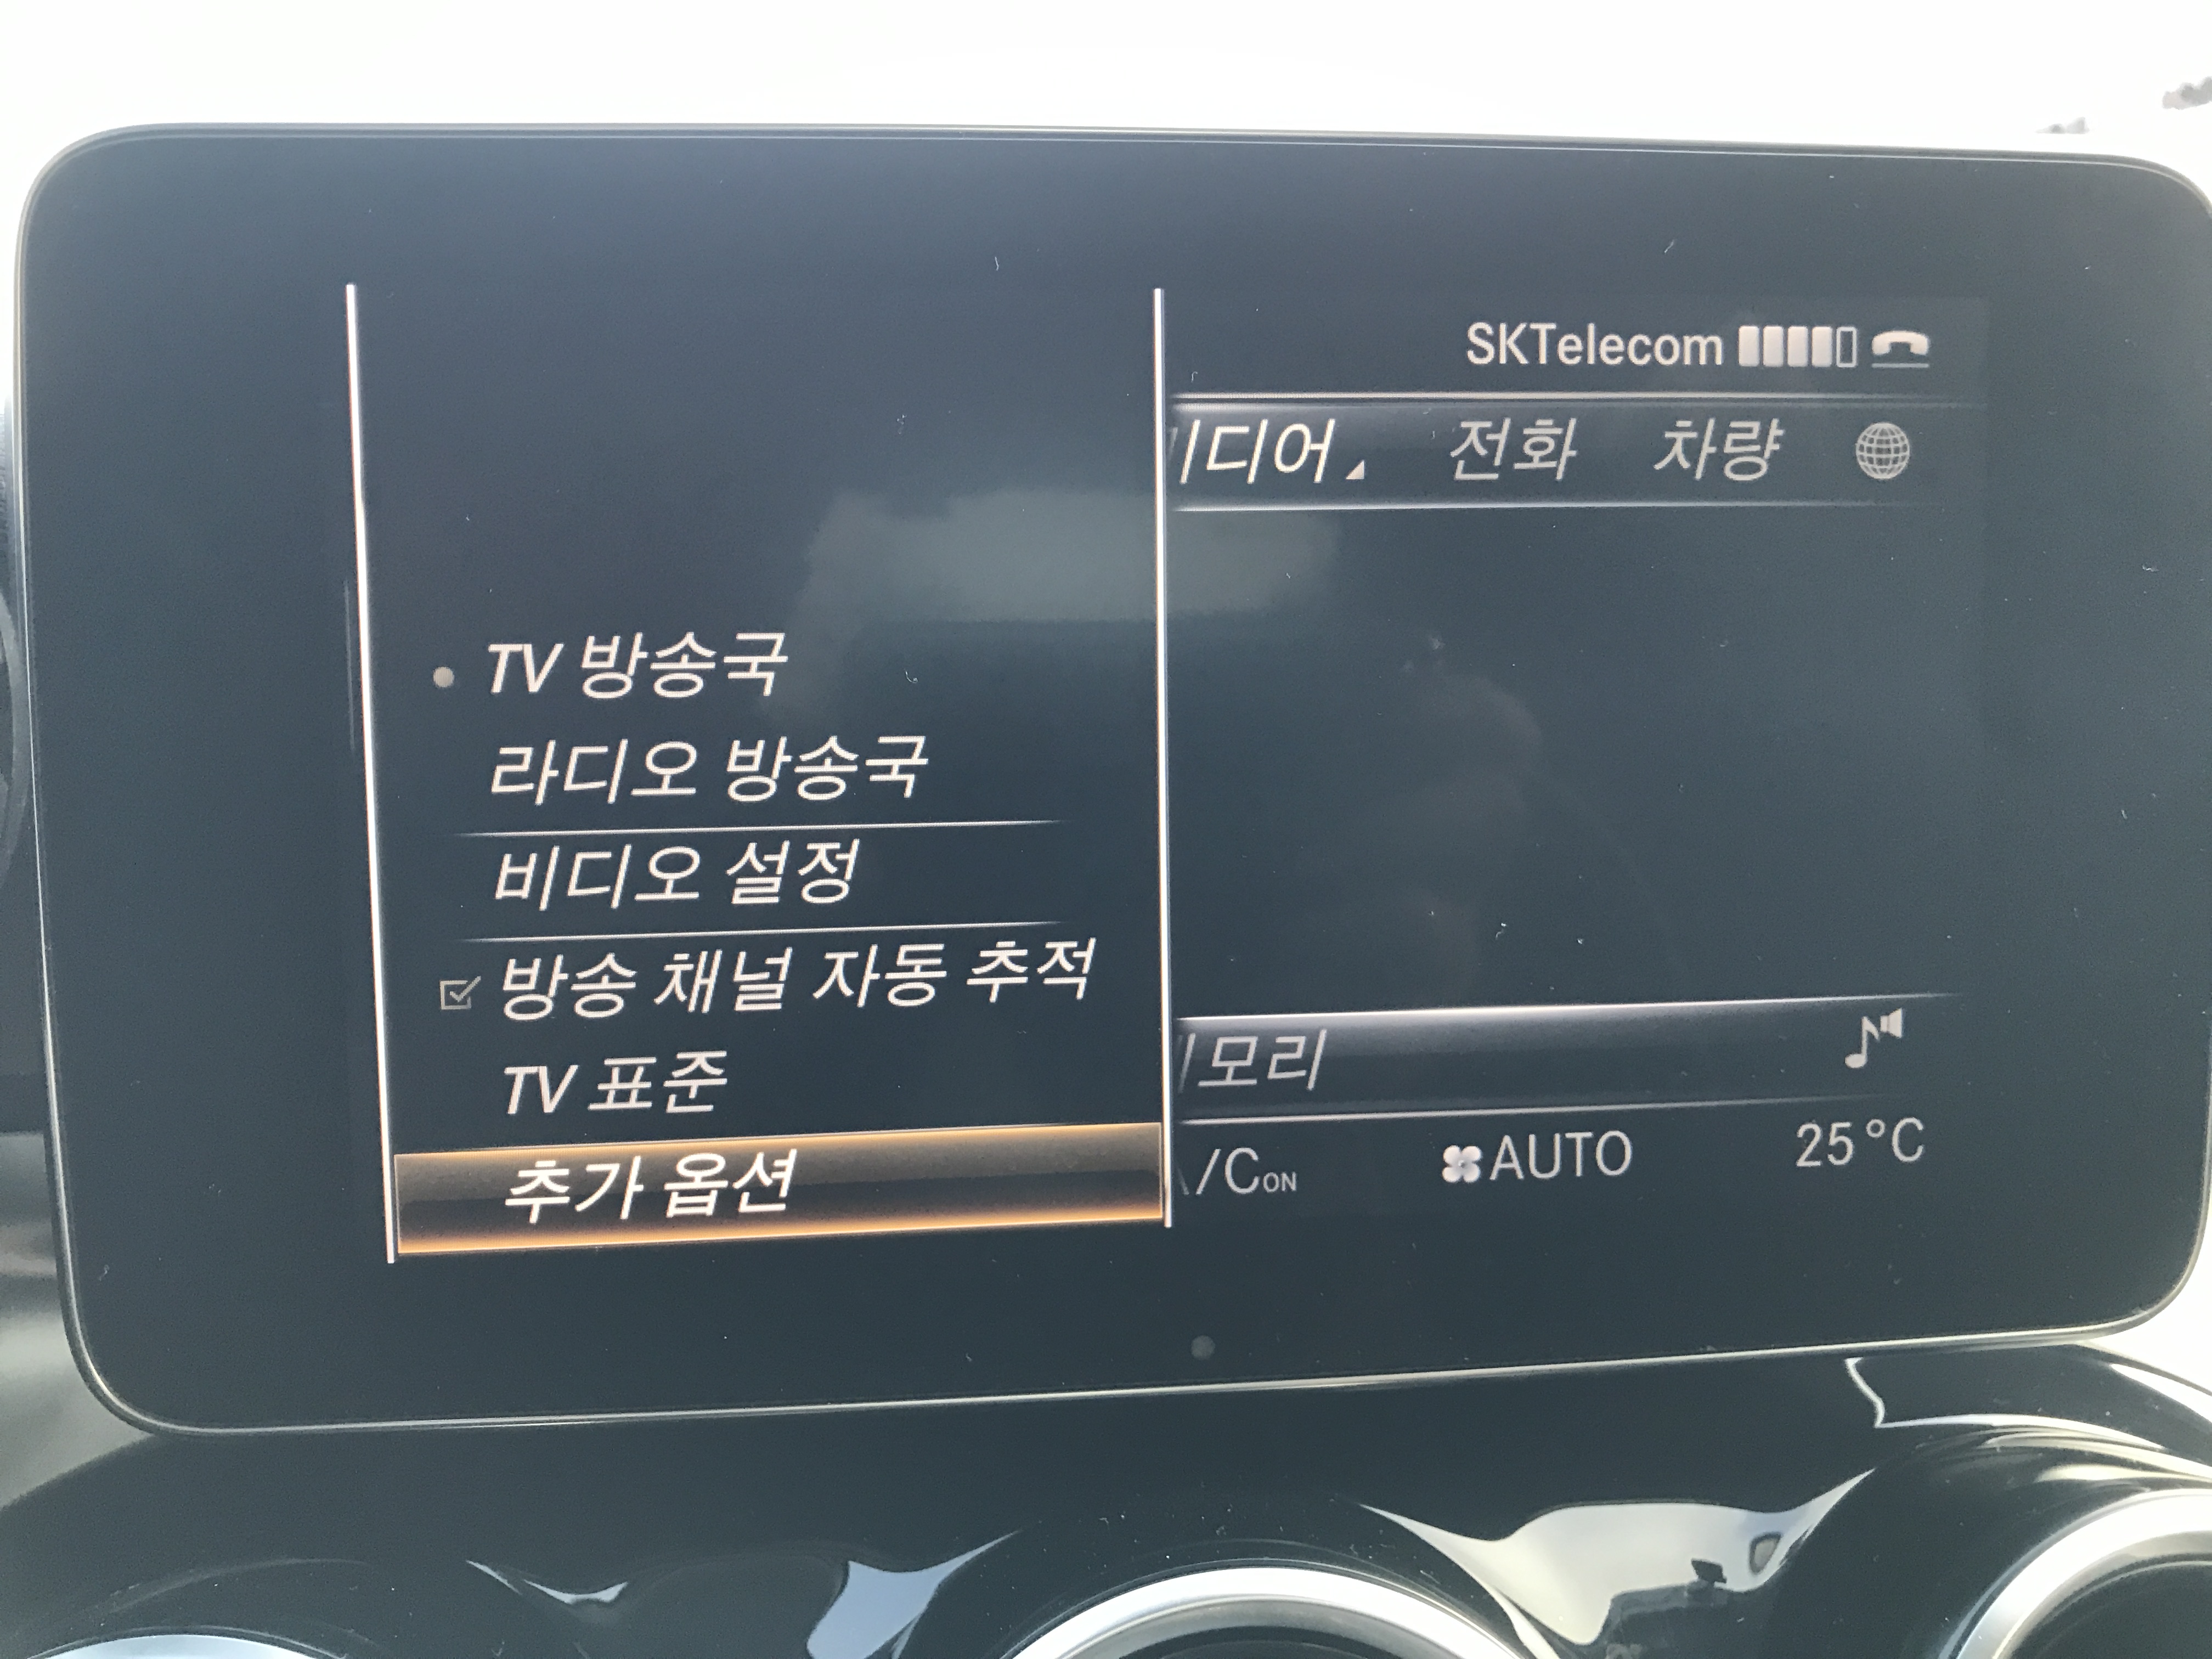 SKTelecom
디어 전화 차량
TV 방송국
라디오 방송국
비디오 설정
방송 채널 자동 추적
TV 표준
추가 옵션
모리
/C ON AUTO 25°C